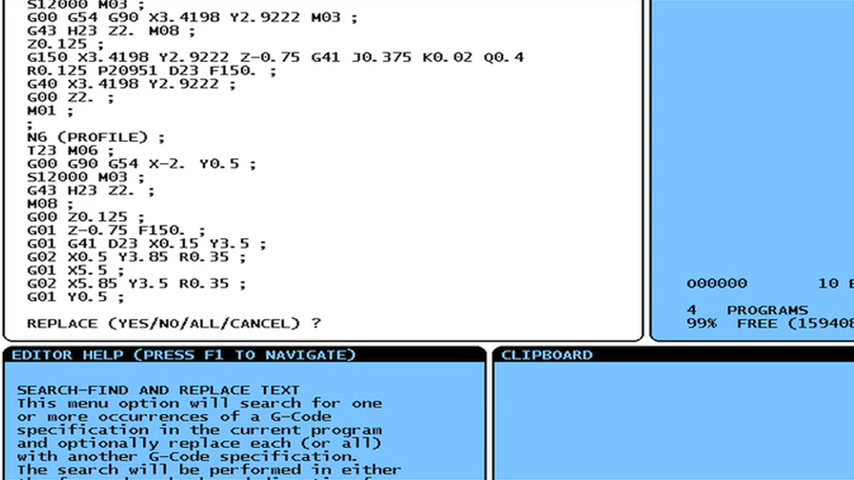 S12000 M03 ;
G00 G54 G90 X3.4198 Y2.9222 M03 ;
G43 H23 Z2. M08 ;
Z0.125 ;
G150 X3.4198 Y2.9222 Z-0.75 G41 J0.375 K0.02 Q0.4
R0.125 P20951 D23 F150. ;
G40 X3.4198 Y2.9222 ;
G00 Z2. ;
M01 ;
;
N6 (PROFILE) ;
T23 M06 ;
G00 G90 G54 X-2. Y0.5 ;
S12000 M03 ;
G43 H23 Z2. ;
M08 ;
G00 Z0.125 ;
G01 Z-0.75 F150. ;
G01 G41 D23 X0.15 Y3.5 ;
G02 X0.5 Y3.85 R0.35 ;
G01 X5.5 ;
G02 X5.85 Y3.5 R0.35 ;
G01 Y0.5 ;
REPLACE (YES/NO/ALL/CANCEL) ?
O00000 10
4 PROGRAMS
99% FREE (159408
EDITOR HELP (PRESS F1 TO NAVIGATE)
SEARCH-FIND AND REPLACE TEXT
This menu option will search for one
or more occurrences of a G-Code
specification in the current program
and optionally replace each (or all)
with another G-Code specification.
The search will be performed in either
CLIPBOARD